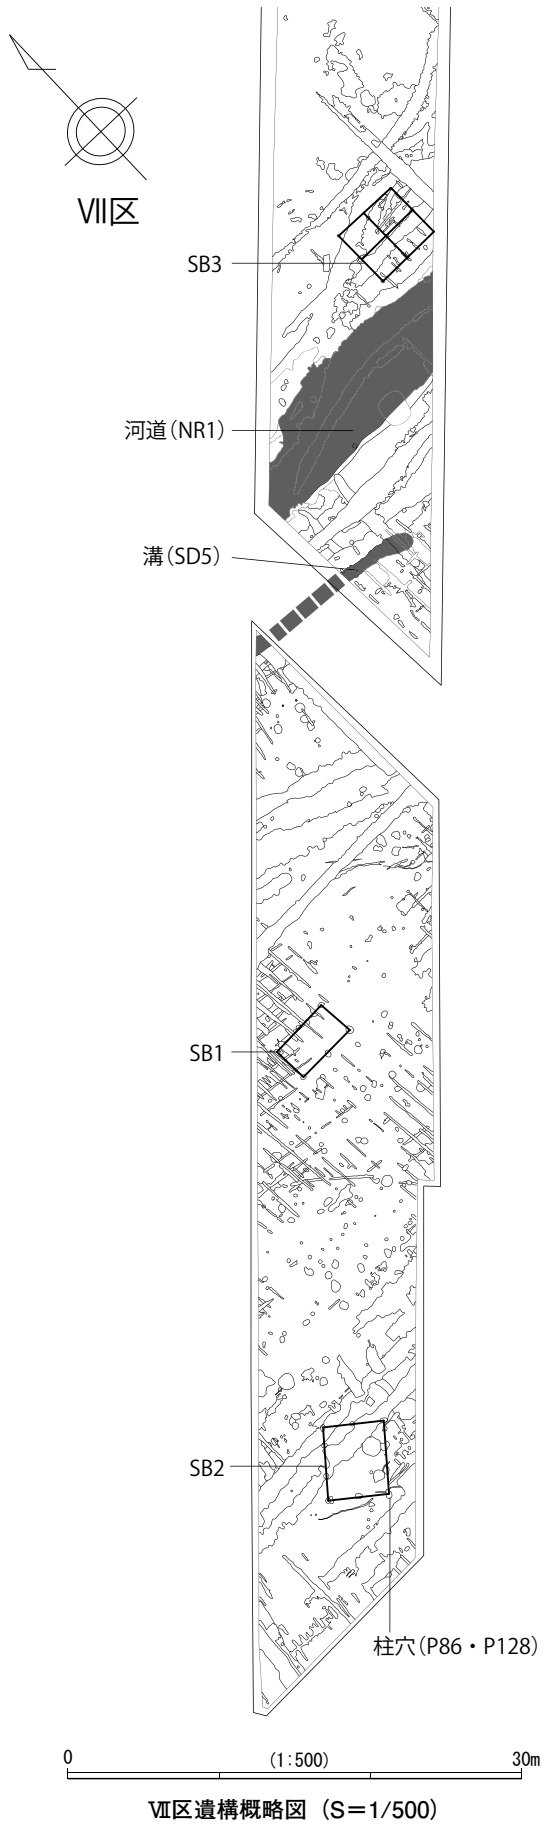 Ⅶ区
SB3
河道（NR1）
溝（SD5）
SB1
SB2
柱穴（P86・P128）
0 （1：500） 30m
Ⅶ区遺構概略図（S＝1/500）